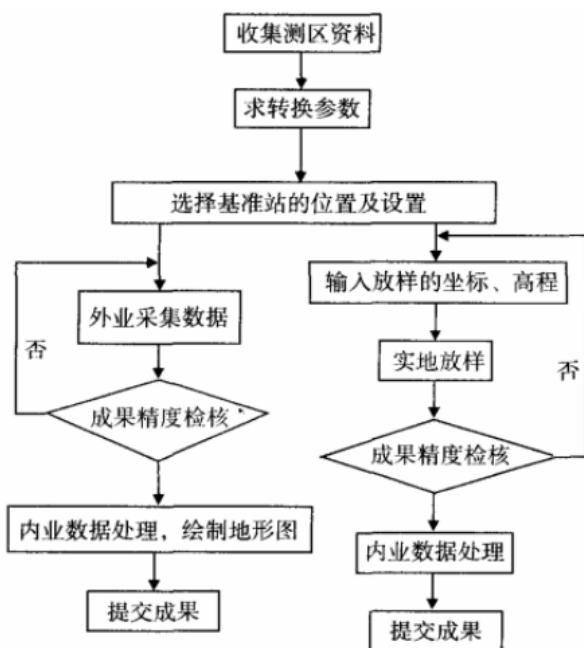 收集测区资料
求转换参数
选择基准站的位置及设置
输入放样的坐标、高程
外业采集数据
否
实地放样
否
成果精度检核
成果精度检核
内业数据处理，绘制地形图
内业数据处理
提交成果
提交成果